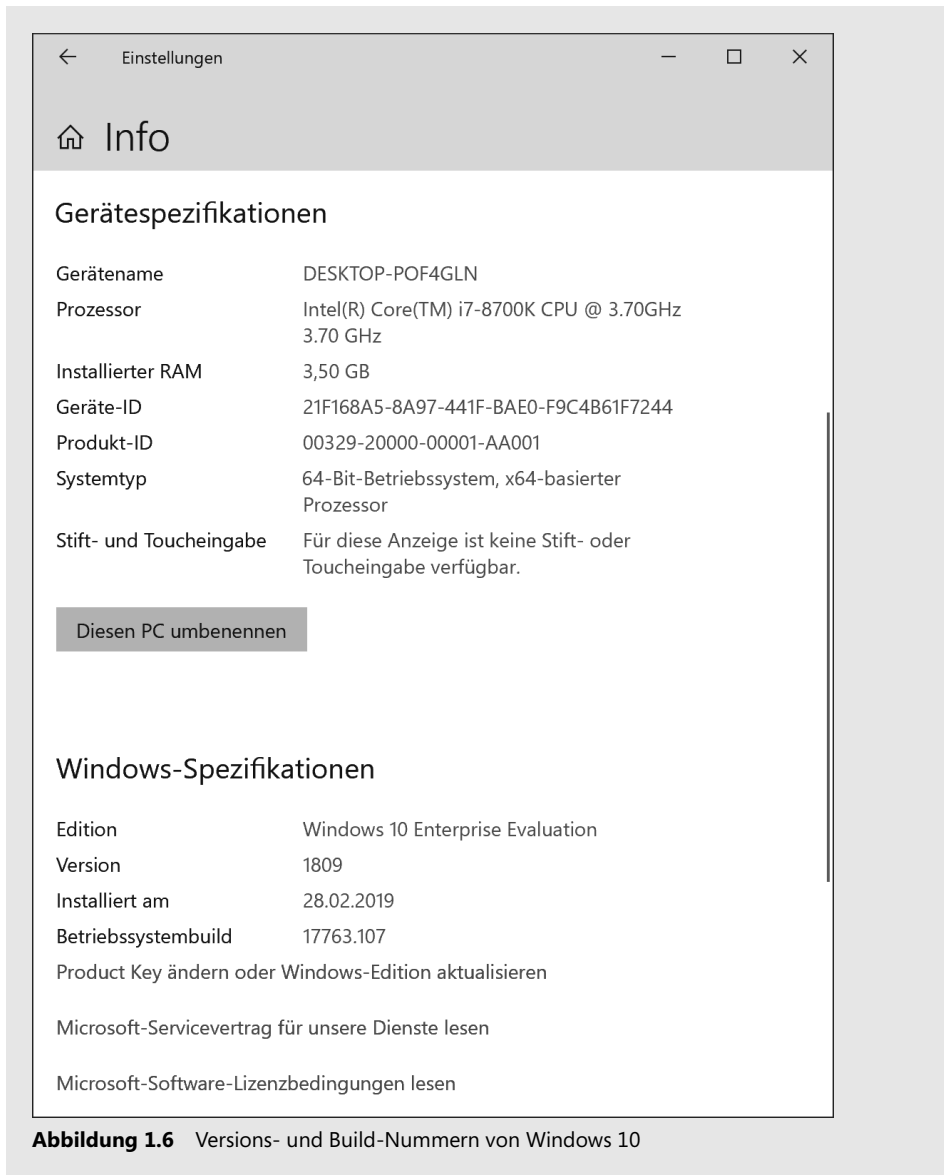 Einstellungen
Info
Gerätespezifikationen
Gerätename DESKTOP-POF4GLN
Prozessor Intel(R) Core(TM) i7-8700K CPU @ 3.70GHz
3.70 GHz
Installierter RAM 3,50 GB
Geräte-ID 21F168A5-8A97-441F-BAE0-F9C4B61F7244
Produkt-ID 00329-20000-00001-AA001
Systemtyp 64-Bit-Betriebssystem, x64-basierter
Prozessor
Stift- und Toucheingabe Für diese Anzeige ist keine Stift- oder
Toucheingabe verfügbar.
Diesen PC umbenennen
Windows-Spezifikationen
Edition Windows 10 Enterprise Evaluation
Version 1809
Installiert am 28.02.2019
Betriebssystembuild 17763.107
Product Key ändern oder Windows-Edition aktualisieren
Microsoft-Servicevertrag für unsere Dienste lesen
Microsoft-Software-Lizenzbedingungen lesen
Abbildung 1.6 Versions- und Build-Nummern von Windows 10